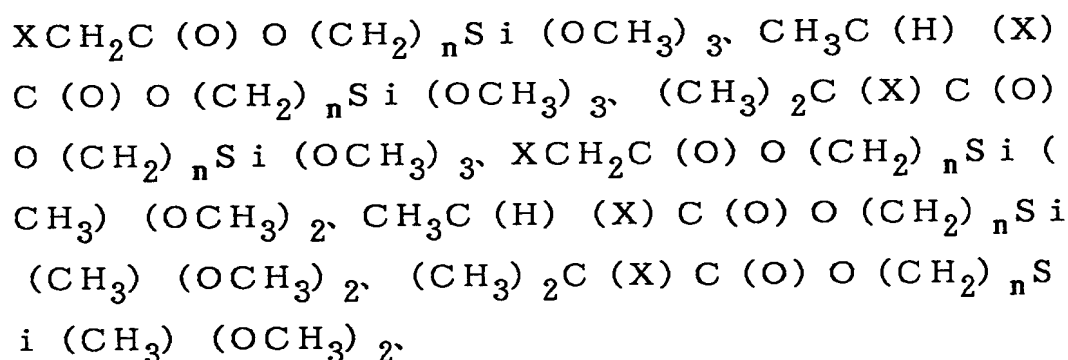 XCH₂C(O)O(CH₂)ₙSi(OCH₃)₃、CH₃C(H)(X)
C(O)O(CH₂)ₙSi(OCH₃)₃、(CH₃)₂C(X)C(O)
O(CH₂)ₙSi(OCH₃)₃、XCH₂C(O)O(CH₂)ₙSi(
CH₃)(OCH₃)₂、CH₃C(H)(X)C(O)O(CH₂)ₙSi
(CH₃)(OCH₃)₂、(CH₃)₂C(X)C(O)O(CH₂)ₙS
i(CH₃)(OCH₃)₂、